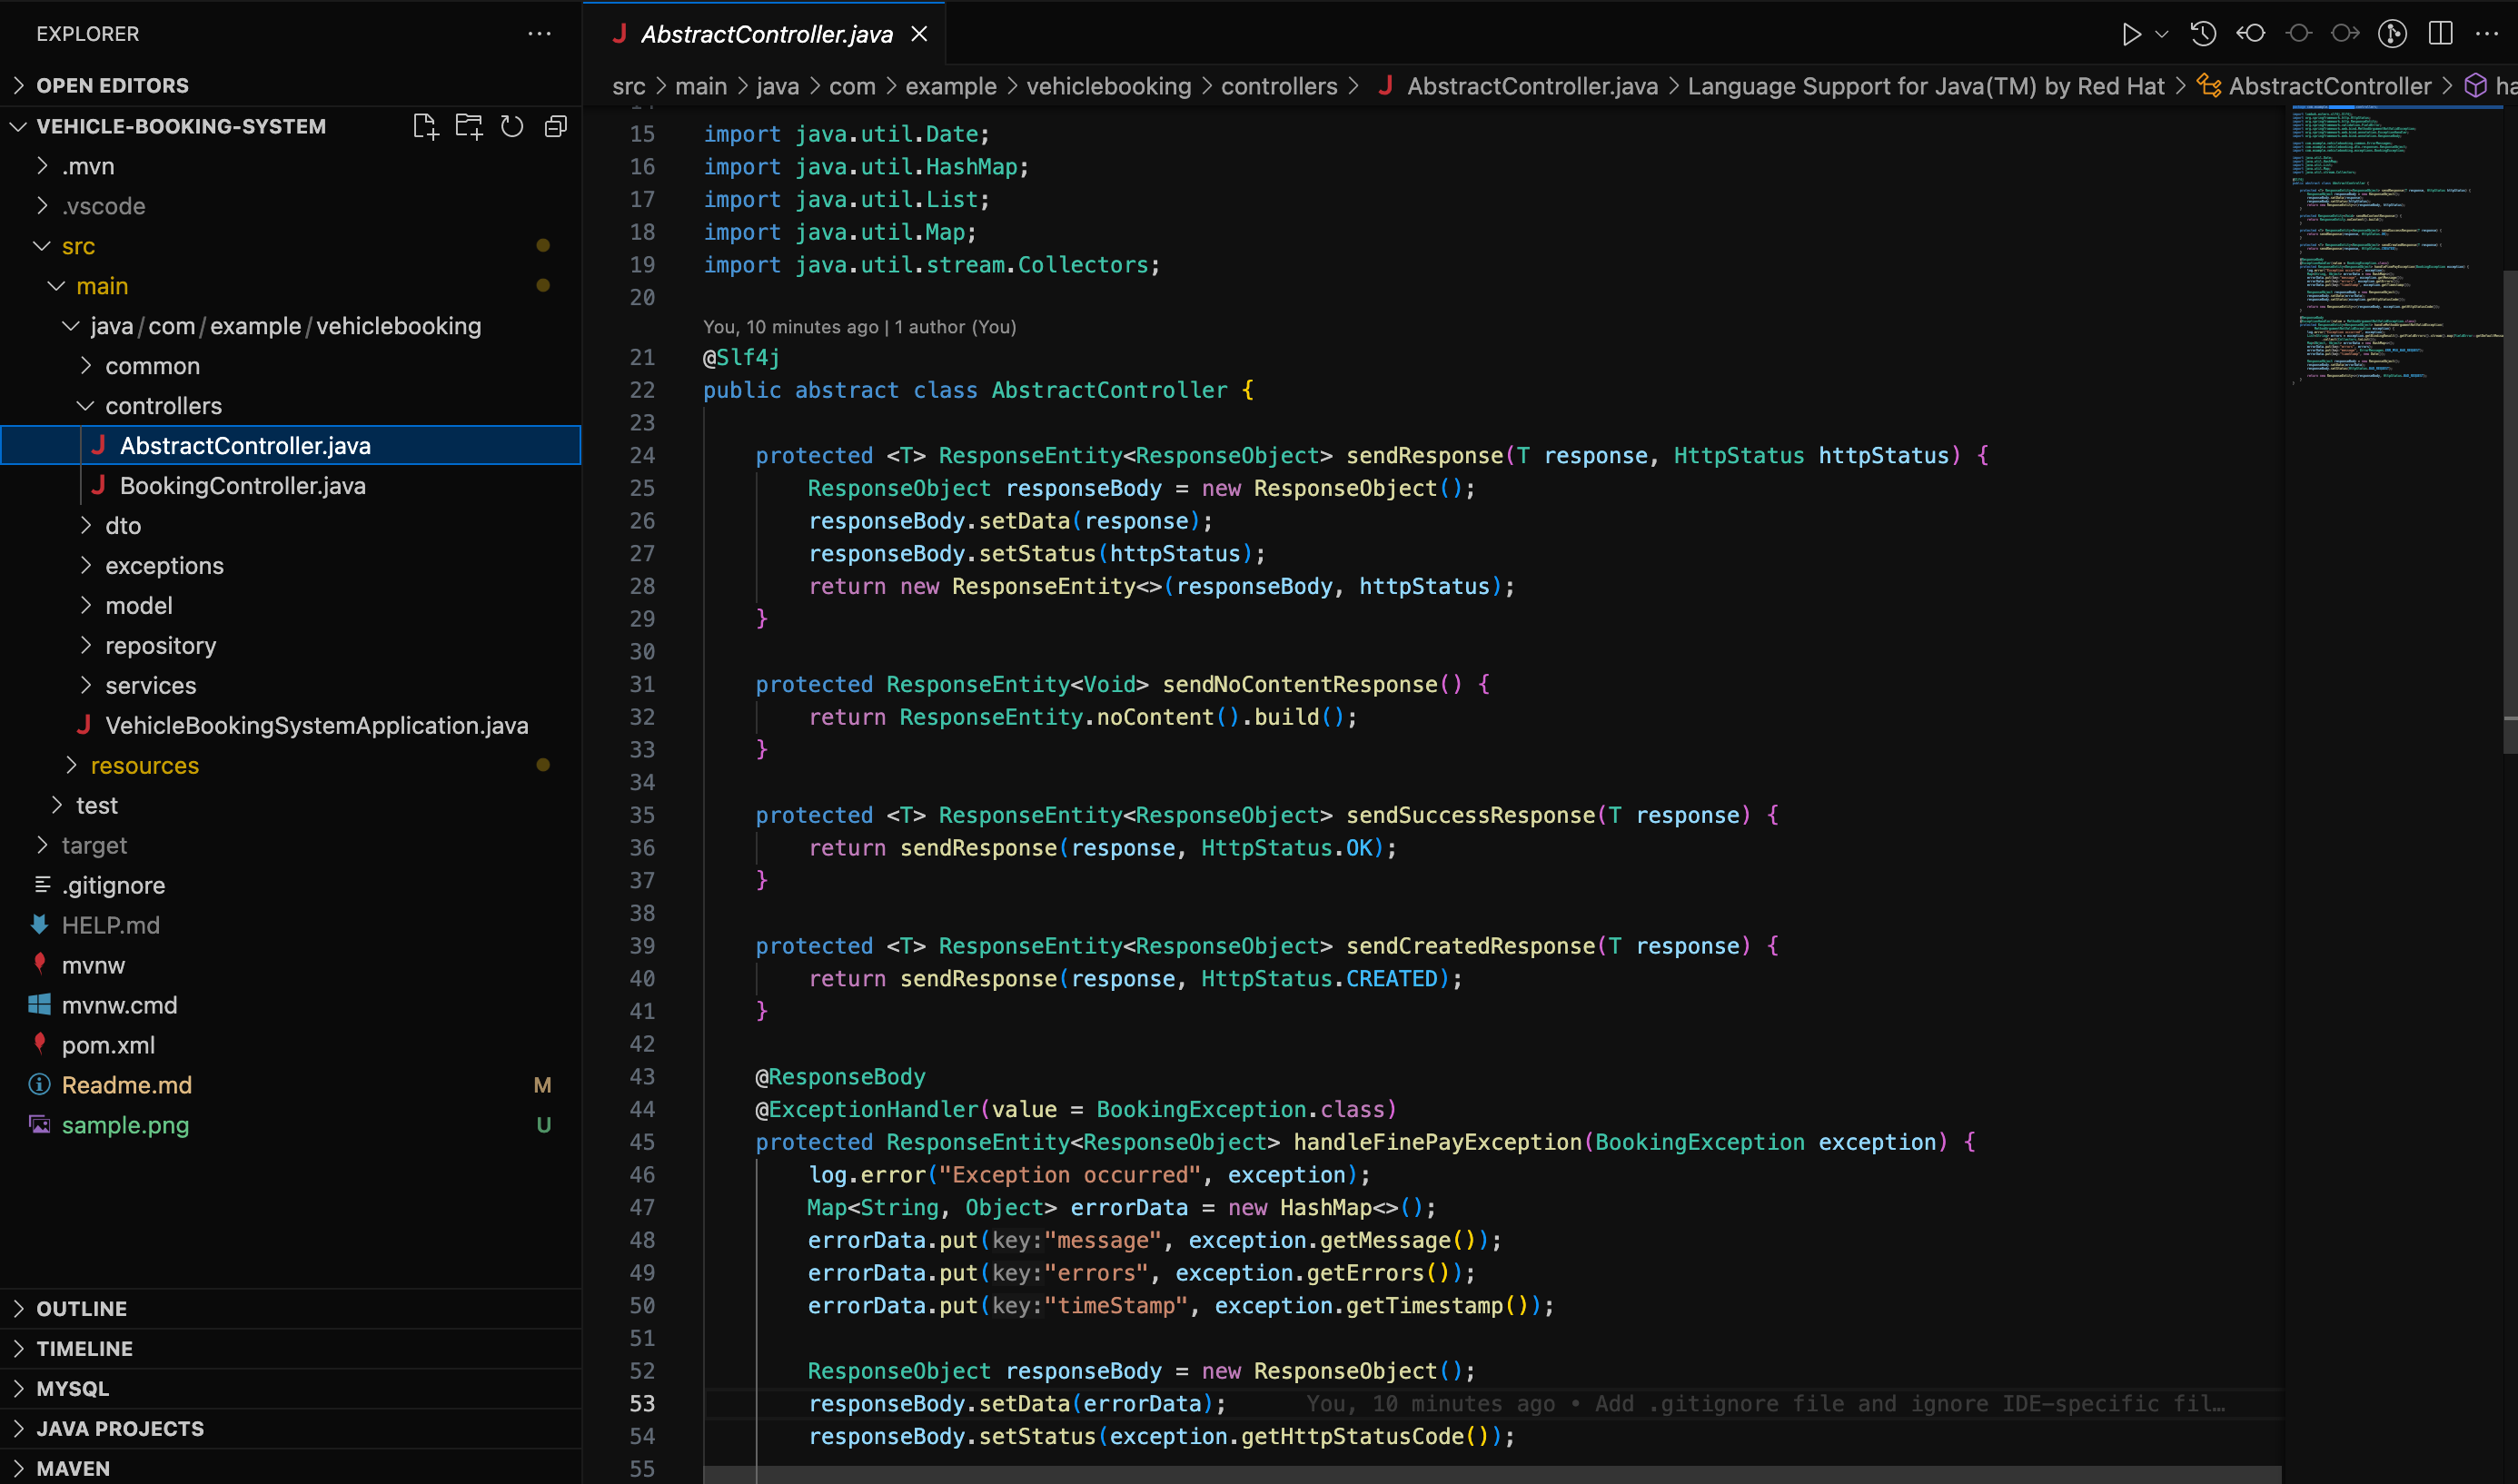 EXPLORER
OPEN EDITORS
VEHICLE-BOOKING-SYSTEM
.mvn
.vscode
src
main
java/com/example/vehiclebooking
common
controllers
AbstractController.java
BookingController.java
dto
exceptions
model
repository
services
VehicleBookingSystemApplication.java
resources
test
target
.gitignore
HELP.md
mvnw
mvnw.cmd
pom.xml
Readme.md M
sample.png U
OUTLINE
TIMELINE
MYSQL
JAVA PROJECTS
MAVEN
AbstractController.java
src > main > java > com > example > vehiclebooking > controllers > AbstractController.java > Language Support for Java(TM) by Red Hat > AbstractController > ha
15 import java.util.Date;
16 import java.util.HashMap;
17 import java.util.List;
18 import java.util.Map;
19 import java.util.stream.Collectors;
20
You, 10 minutes ago | 1 author (You)
21 @Slf4j
22 public abstract class AbstractController {
23
24 protected <T> ResponseEntity<ResponseObject> sendResponse(T response, HttpStatus httpStatus) {
25 ResponseObject responseBody = new ResponseObject();
26 responseBody.setData(response);
27 responseBody.setStatus(httpStatus);
28 return new ResponseEntity<>(responseBody, httpStatus);
29 }
30
31 protected ResponseEntity<Void> sendNoContentResponse() {
32 return ResponseEntity.noContent().build();
33 }
34
35 protected <T> ResponseEntity<ResponseObject> sendSuccessResponse(T response) {
36 return sendResponse(response, HttpStatus.OK);
37 }
38
39 protected <T> ResponseEntity<ResponseObject> sendCreatedResponse(T response) {
40 return sendResponse(response, HttpStatus.CREATED);
41 }
42
43 @ResponseBody
44 @ExceptionHandler(value = BookingException.class)
45 protected ResponseEntity<ResponseObject> handleFinePayException(BookingException exception) {
46 log.error("Exception occurred", exception);
47 Map<String, Object> errorData = new HashMap<>();
48 errorData.put(key:"message", exception.getMessage());
49 errorData.put(key:"errors", exception.getErrors());
50 errorData.put(key:"timeStamp", exception.getTimestamp());
51
52 ResponseObject responseBody = new ResponseObject();
53 responseBody.setData(errorData); You, 10 minutes ago • Add .gitignore file and ignore IDE-specific fil…
54 responseBody.setStatus(exception.getHttpStatusCode());
55